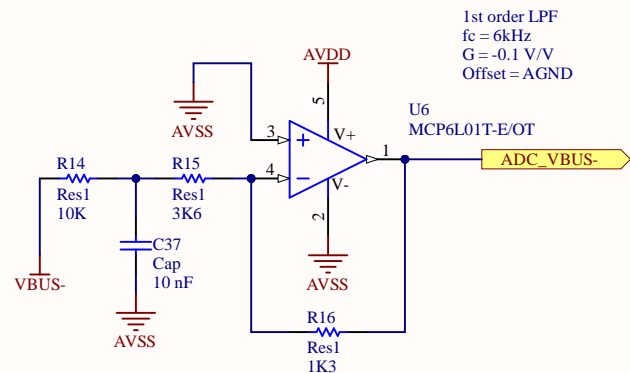 1st order LPF
fc = 6kHz
G = -0.1 V/V
Offset = AGND
AVDD
U6
MCP6L01T-E/OT
AVSS
5
3
V+
1
ADC_VBUS-
R14
R15
4
V-
Res1
Res1
10K
3K6
2
C37
Cap
10 nF
VBUS-
AVSS
AVSS
R16
Res1
1K3